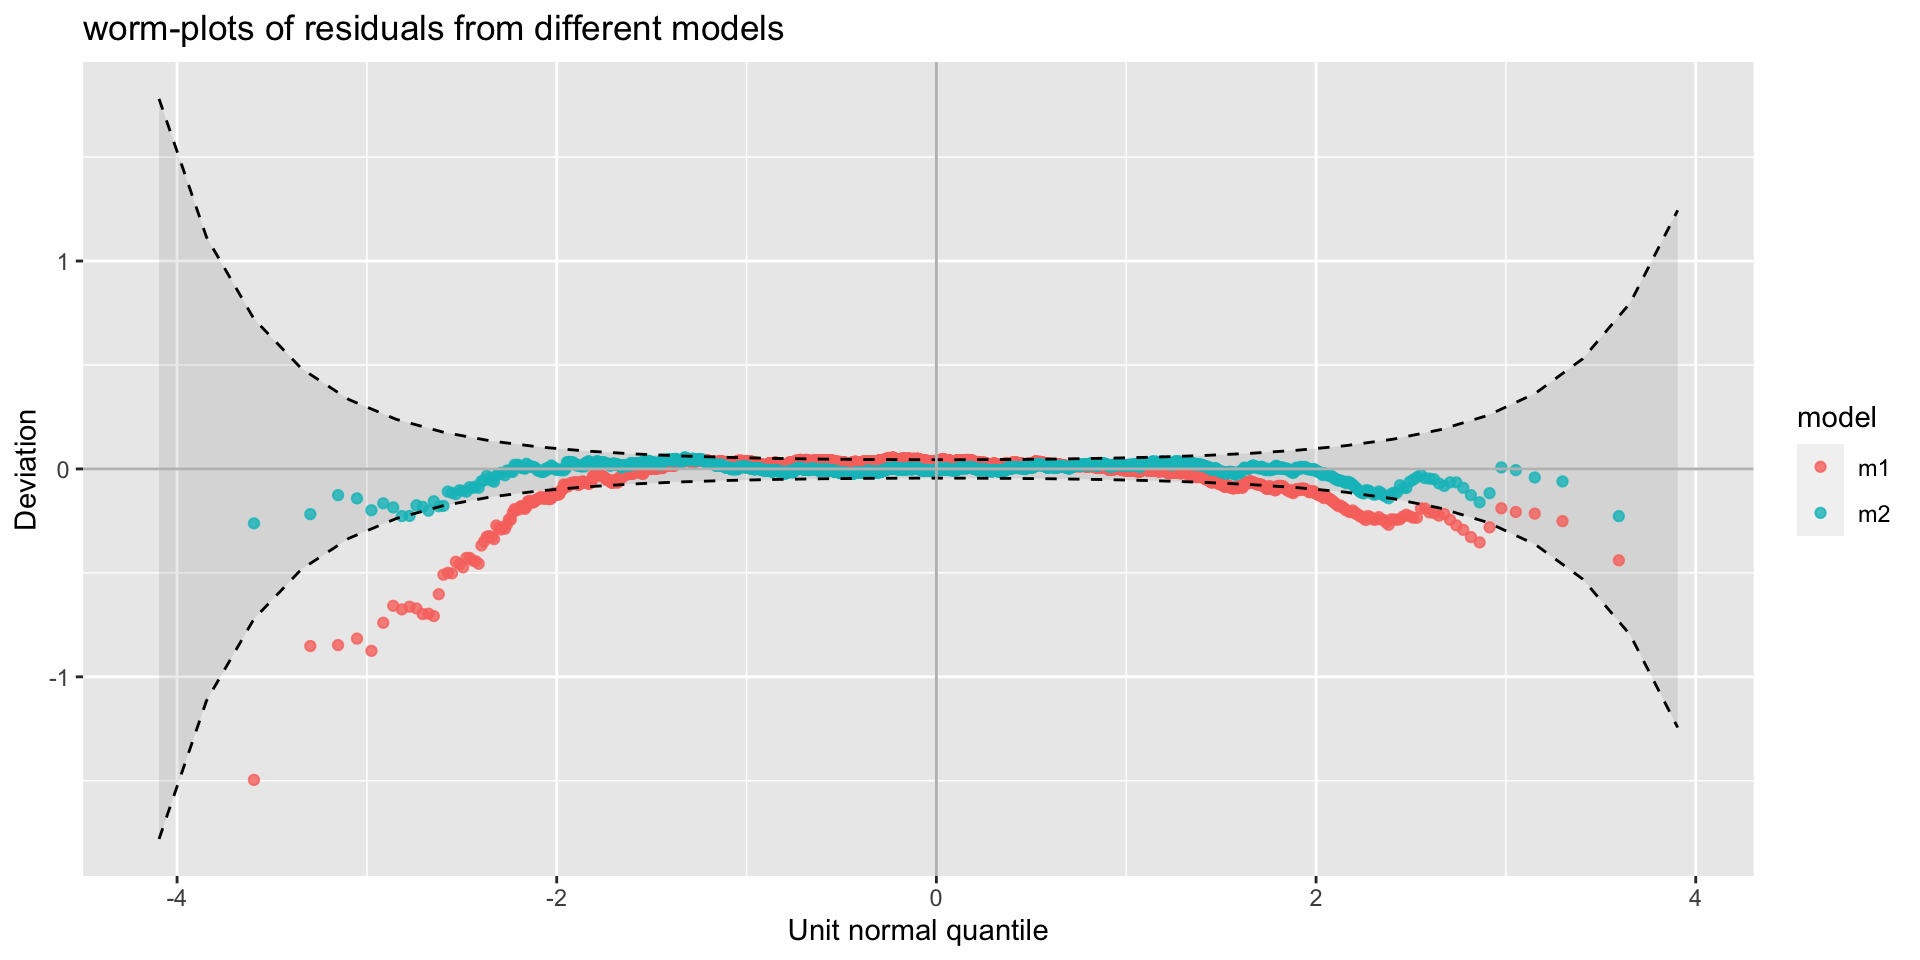 worm-plots of residuals from different models
Deviation
1
0
-1
-4
-2
0
2
4
Unit normal quantile
model
m1
m2